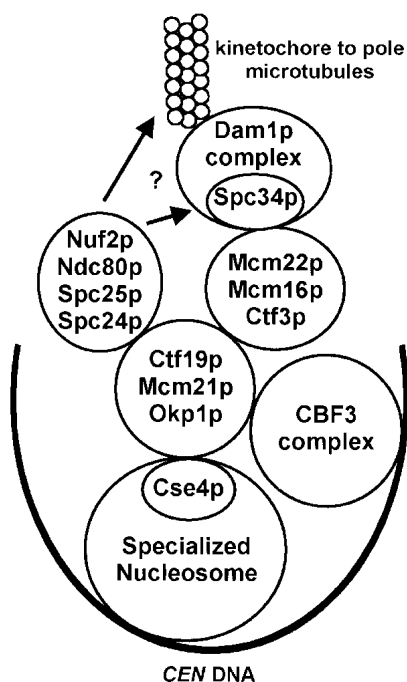 kinetochore to pole
microtubules
Dam1p
complex
Spc34p
?
Nuf2p
Ndc80p
Spc25p
Spc24p
Mcm22p
Mcm16p
Ctf3p
Ctf19p
Mcm21p
Okp1p
CBF3
complex
Cse4p
Specialized
Nucleosome
CEN DNA